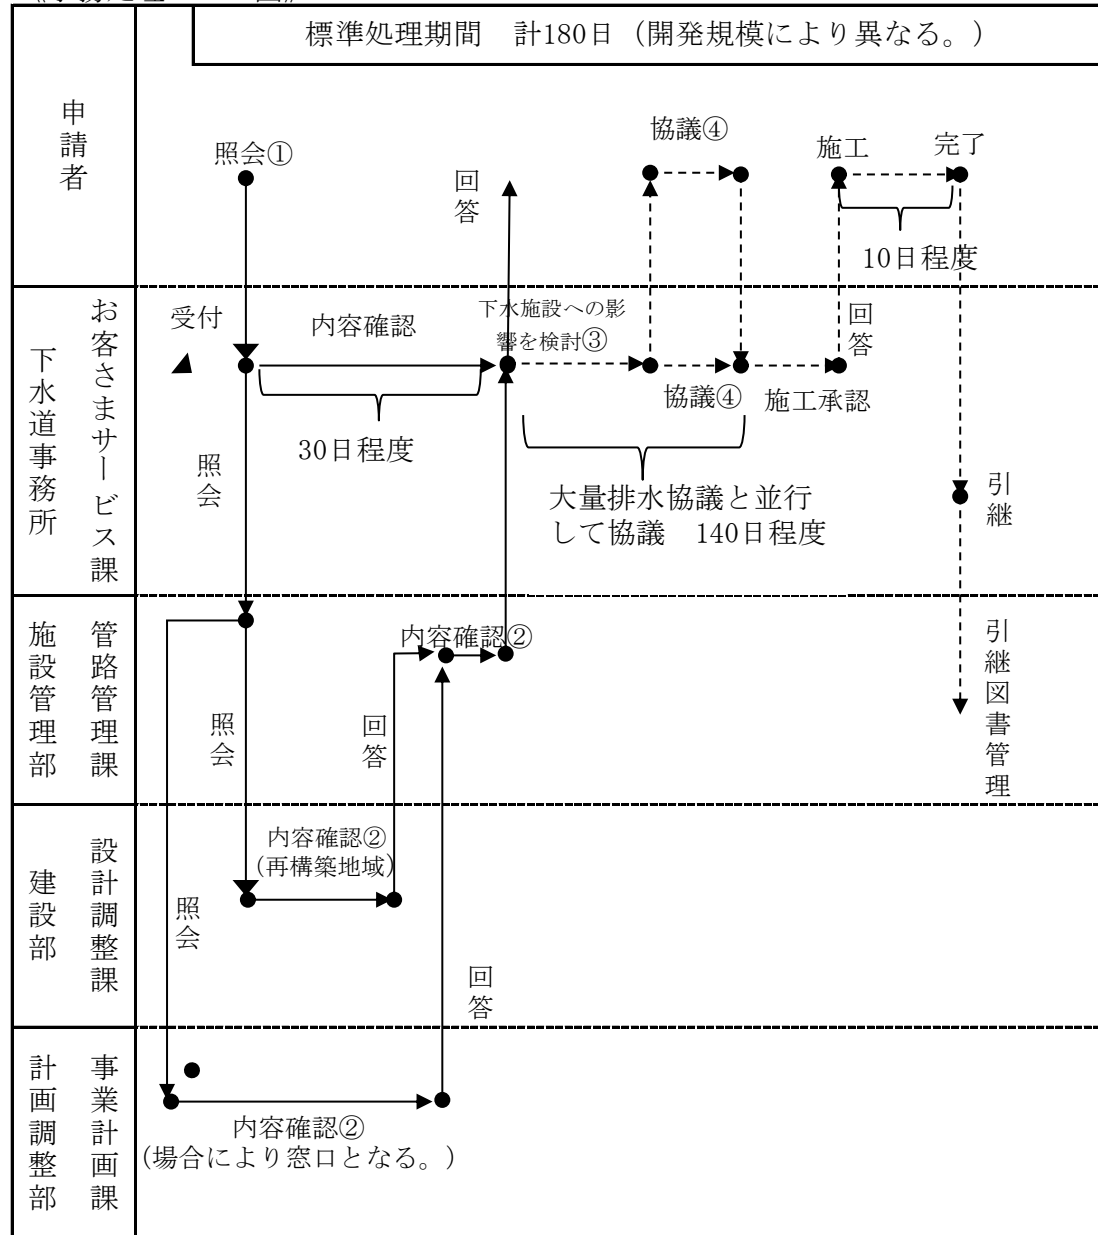 標準処理期間　計180日（開発規模により異なる。）
申請者
照会①
回答
協議④
施工
完了
10日程度
下水道事務所
お客さまサービス課
受付
内容確認
下水施設への影
響を検討③
回答
協議④
施工承認
30日程度
照会
大量排水協議と並行
して協議　140日程度
引継
施設管理部
管路管理課
内容確認②
照会
回答
引継図書管理
建設部
設計調整課
内容確認②
(再構築地域)
照会
回答
計画調整部
事業計画課
内容確認②
(場合により窓口となる。)